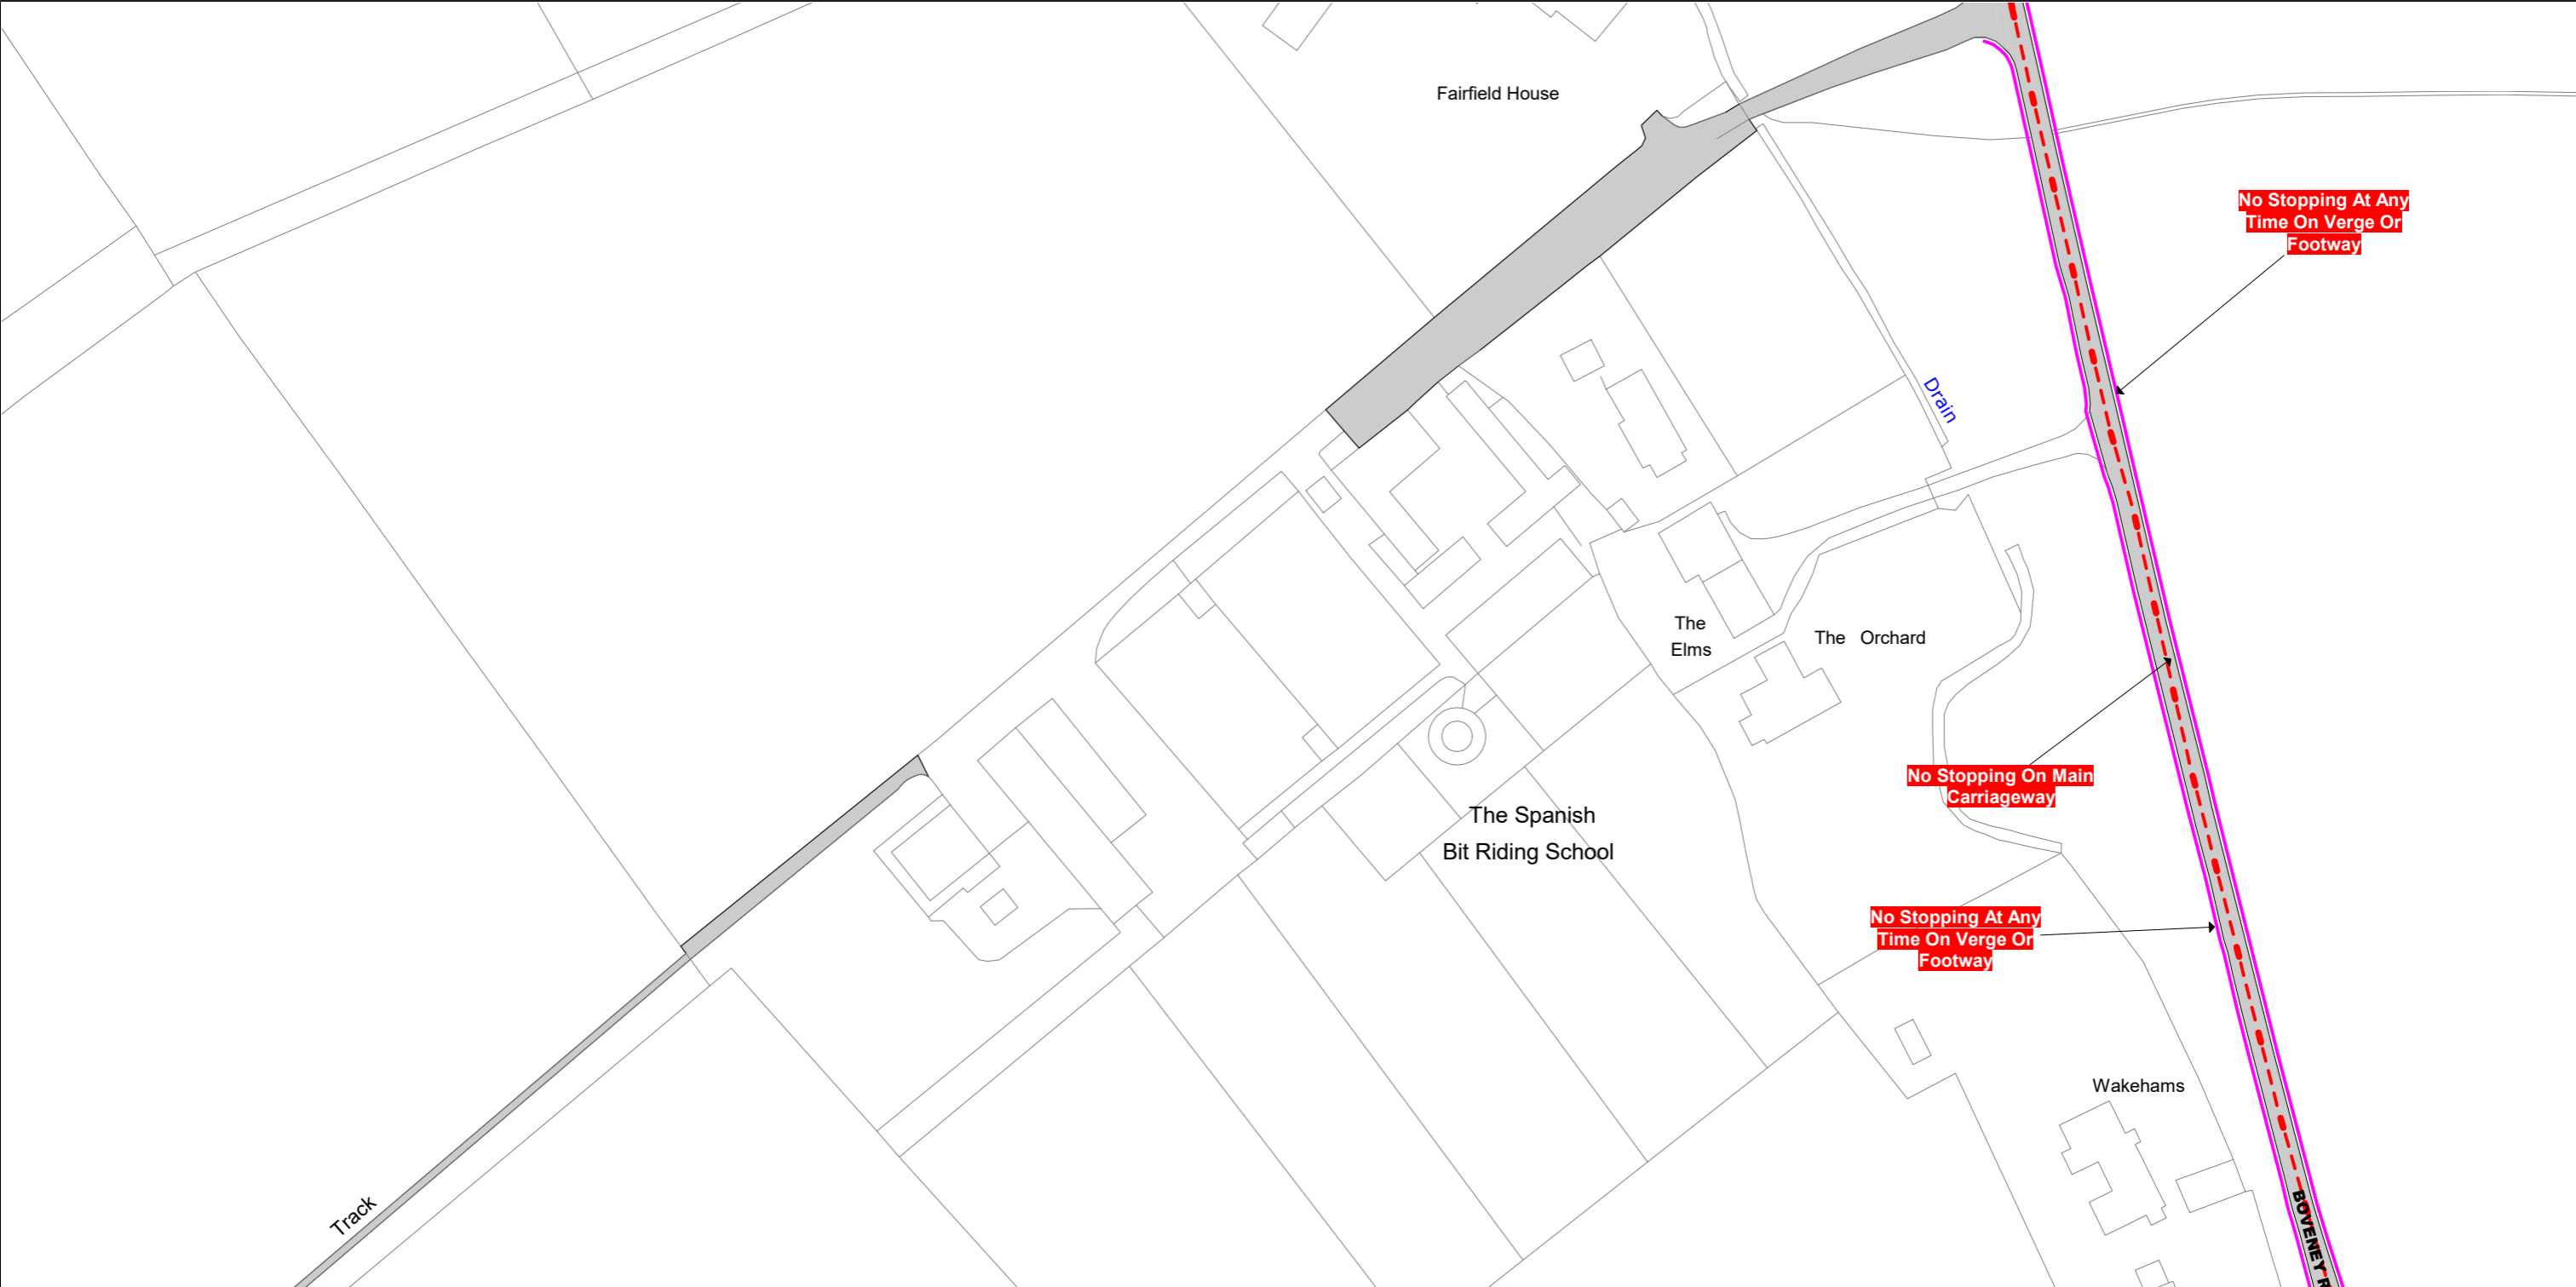 Fairfield House
No Stopping At Any
Time On Verge Or
Footway
Drain
The
Elms
The Orchard
No Stopping On Main
Carriageway
The Spanish
Bit Riding School
No Stopping At Any
Time On Verge Or
Footway
Wakehams
Track
BOVENEY R